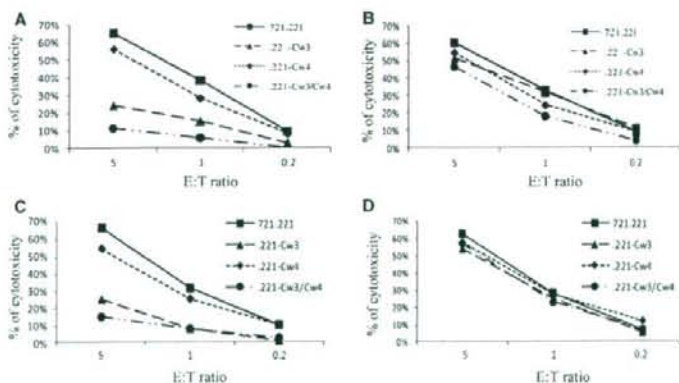 A
70%
60%
50%
40%
30%
20%
10%
0%
% of cytotoxicity
5
1
0.2
E:T ratio
721.221
.22 -Cw3
.221-Cw4
.221-Cw3/Cw4
B
70%
60%
50%
40%
30%
20%
10%
0%
% of cytotoxicity
5
1
0.2
E:T ratio
721.221
.22 -Cw3
.221-Cw4
.221-Cw3/Cw4
C
70%
60%
50%
40%
30%
20%
10%
0%
% of cytotoxicity
5
1
0.2
E:T ratio
721.221
.221-Cw3
.221-Cw4
.221-Cw3/Cw4
D
70%
60%
50%
40%
30%
20%
10%
0%
% of cytotoxicity
5
1
0.2
E:T ratio
721.221
.221-Cw3
.221-Cw4
.221-Cw3/Cw4